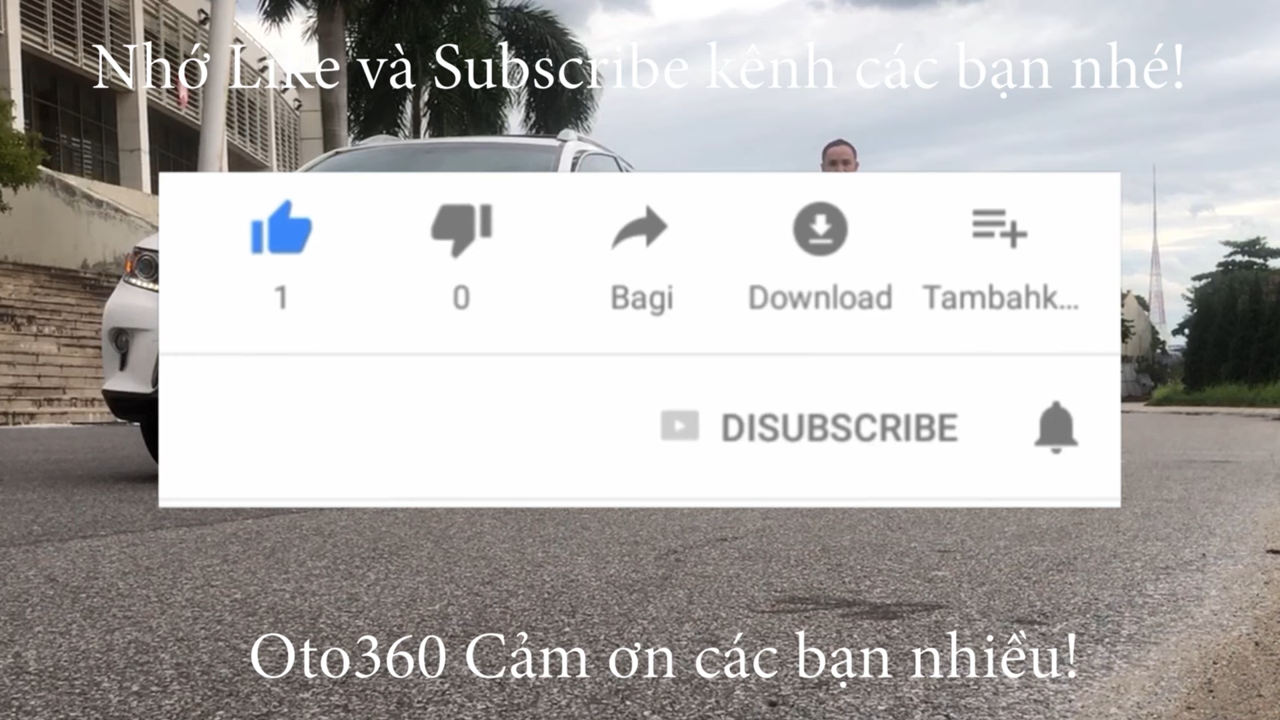 Nhớ Like và Subscribe kênh các bạn nhé!
1 0 Bagi Download Tambahk...
DISUBSCRIBE
Oto360 Cảm ơn các bạn nhiều!